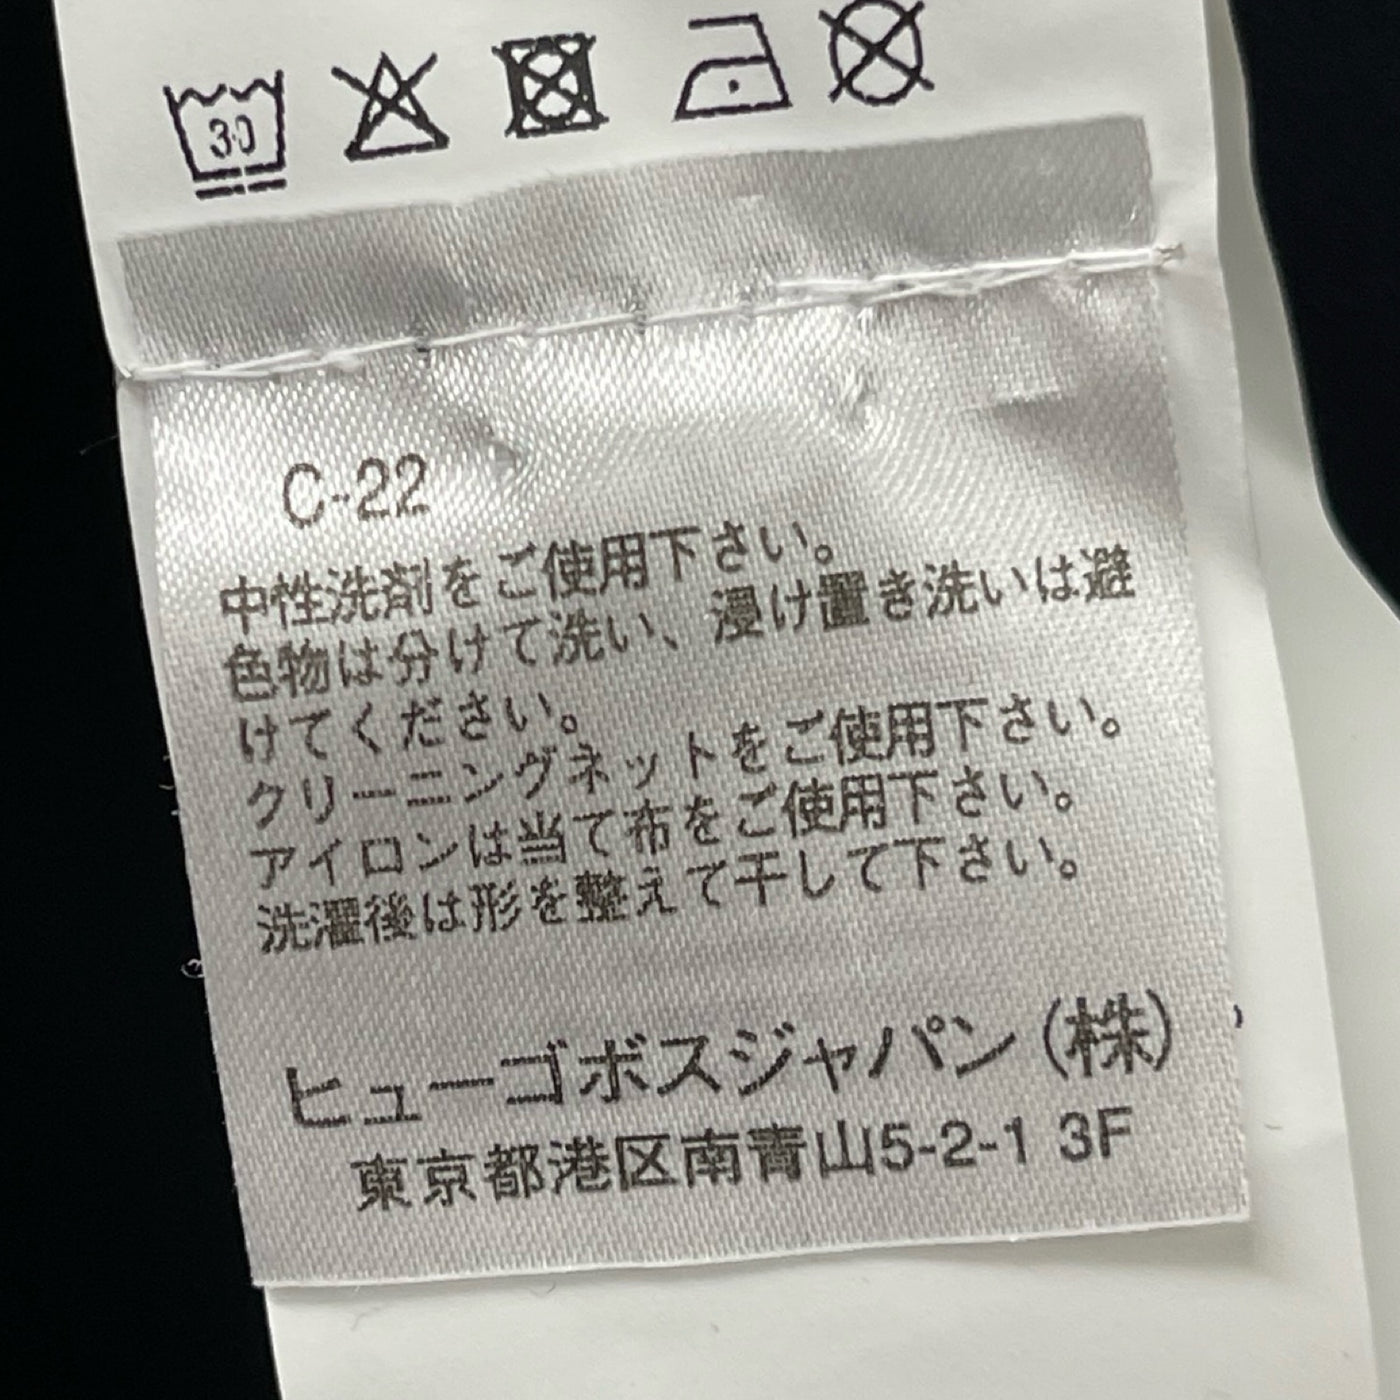 30
C-22
中性洗剤をご使用下さい。
色物は分けて洗い、浸け置き洗いは避
けてください。
クリーニングネットをご使用下さい。
アイロンは当て布をご使用下さい。
洗濯後は形を整えて干して下さい。
ヒューゴボスジャパン(株)
東京都港区南青山5-2-1 3F